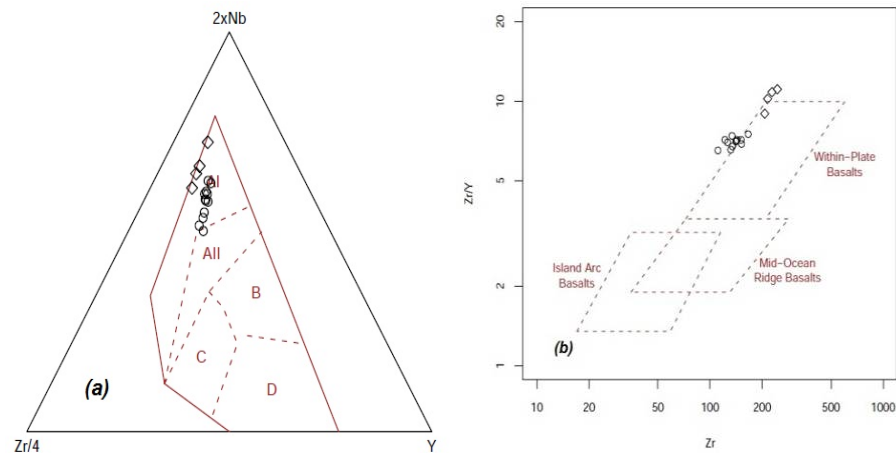 2xNb
AI
AII
B
C
D
(a)
Zr/4
Y
20
10
5
2
1
Zr/Y
Within-Plate
Basalts
Island Arc
Basalts
Mid-Ocean
Ridge Basalts
(b)
10
20
50
100
200
500
1000
Zr